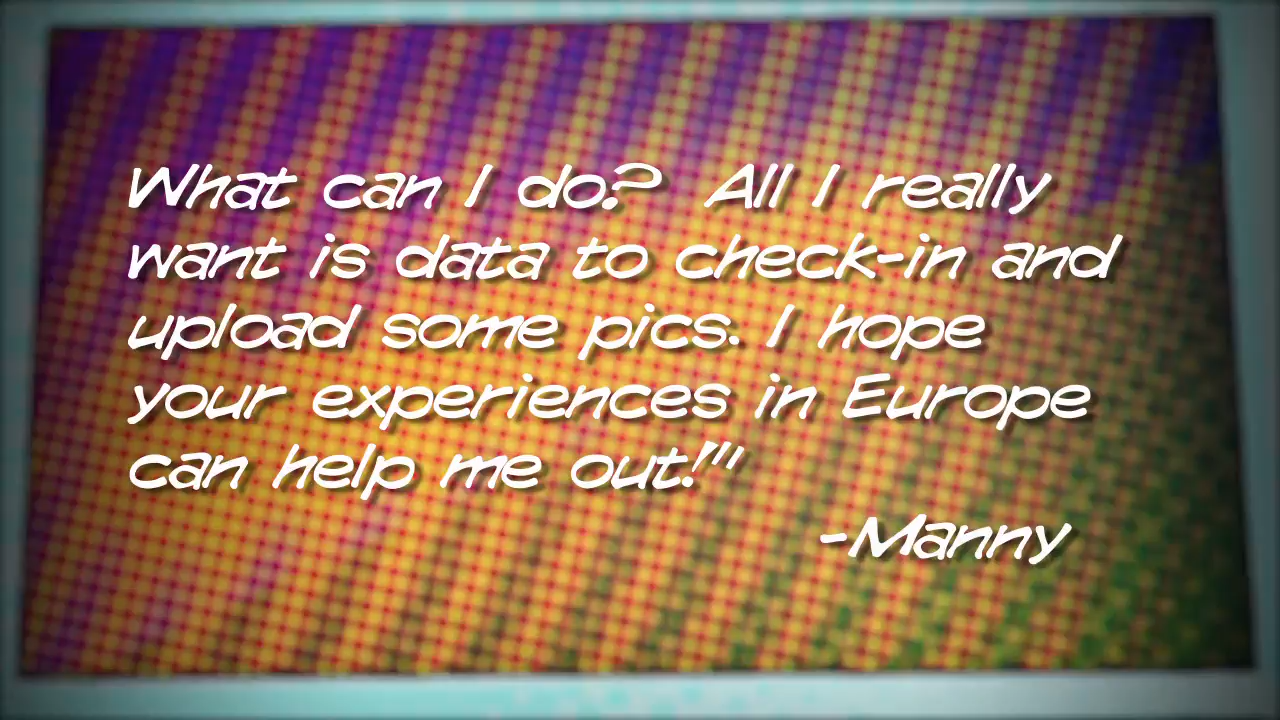 What can I do?  All I really
want is data to check-in and
upload some pics. I hope
your experiences in Europe
can help me out!"
-Manny